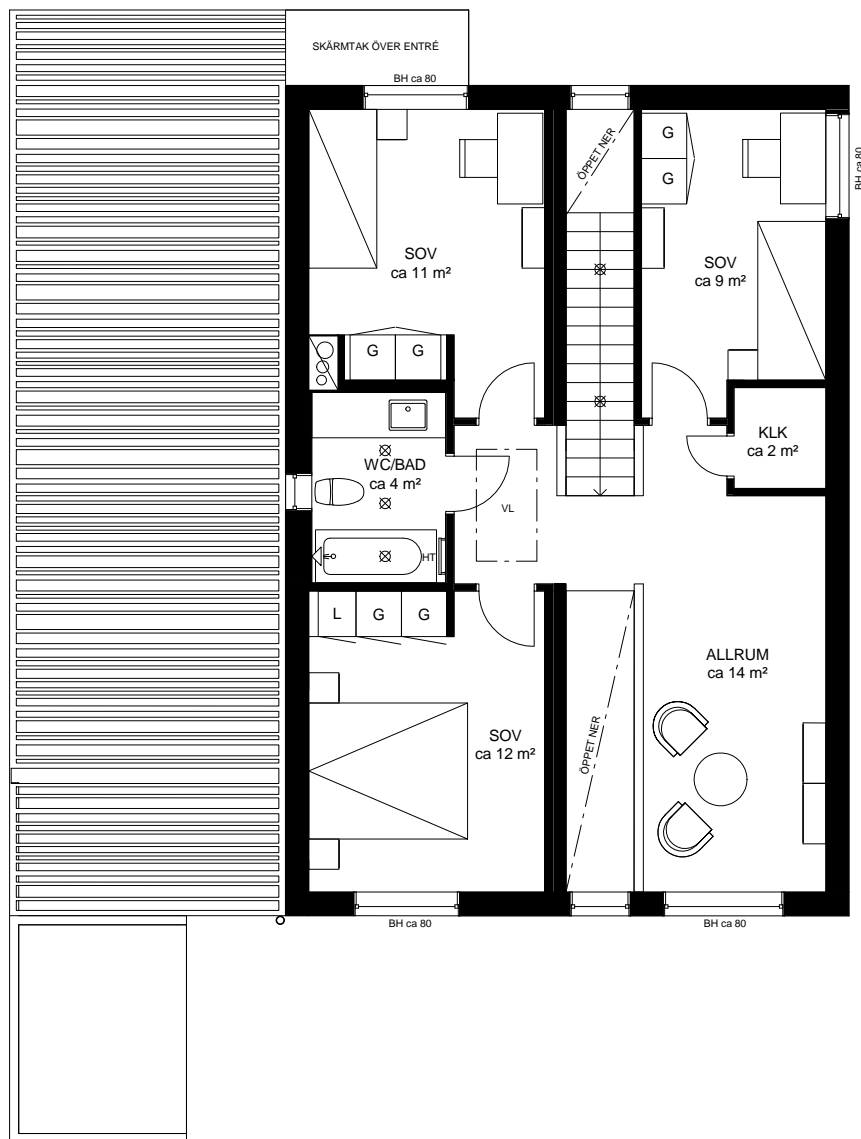 SKÄRMTAK ÖVER ENTRÉ
BH ca 80
ÖPPET NER
G
G
BH ca 80
SOV
ca 11 m²
SOV
ca 9 m²
G G
KLK
ca 2 m²
WC/BAD
ca 4 m²
VL
HT
L G G
ALLRUM
ca 14 m²
SOV
ca 12 m²
ÖPPET NER
BH ca 80
BH ca 80